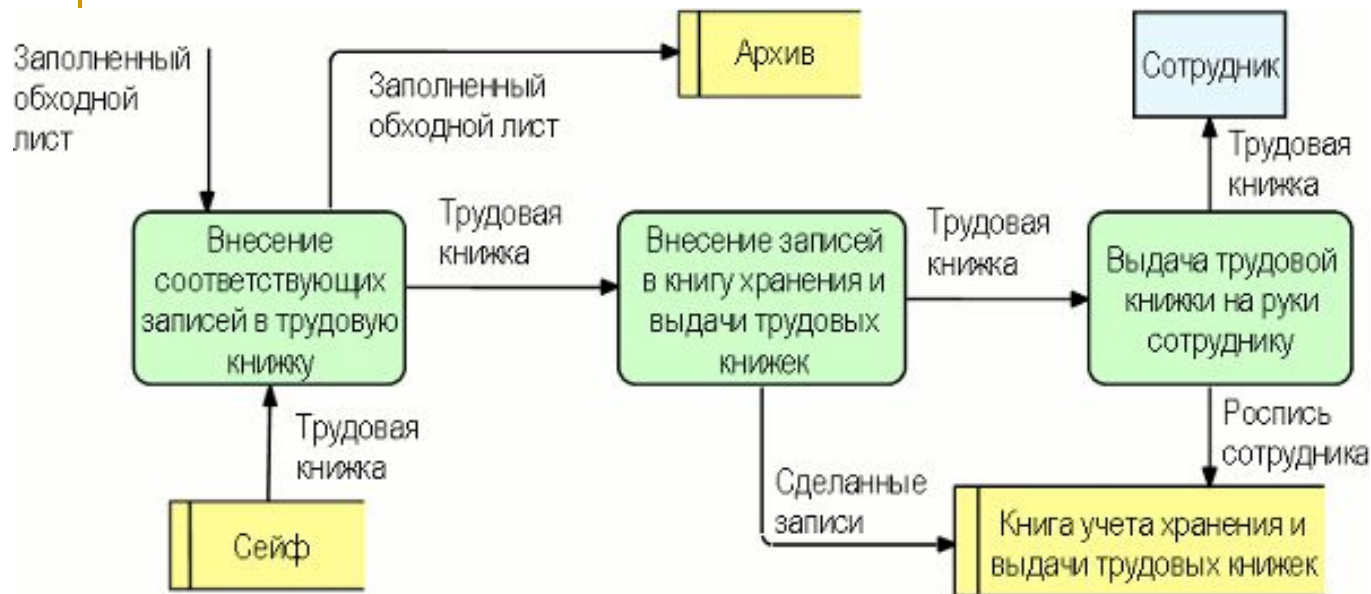 Заполненный
обходной
лист
Заполненный
обходной лист
Архив
Сотрудник
Трудовая
книжка
Внесение
соответствующих
записей в трудовую
книжку
Трудовая
книжка
Внесение записей
в книгу хранения и
выдачи трудовых
книжек
Трудовая
книжка
Выдача трудовой
книжки на руки
сотруднику
Трудовая
книжка
Сейф
Сделанные
записи
Роспись
сотрудника
Книга учета хранения и
выдачи трудовых книжек